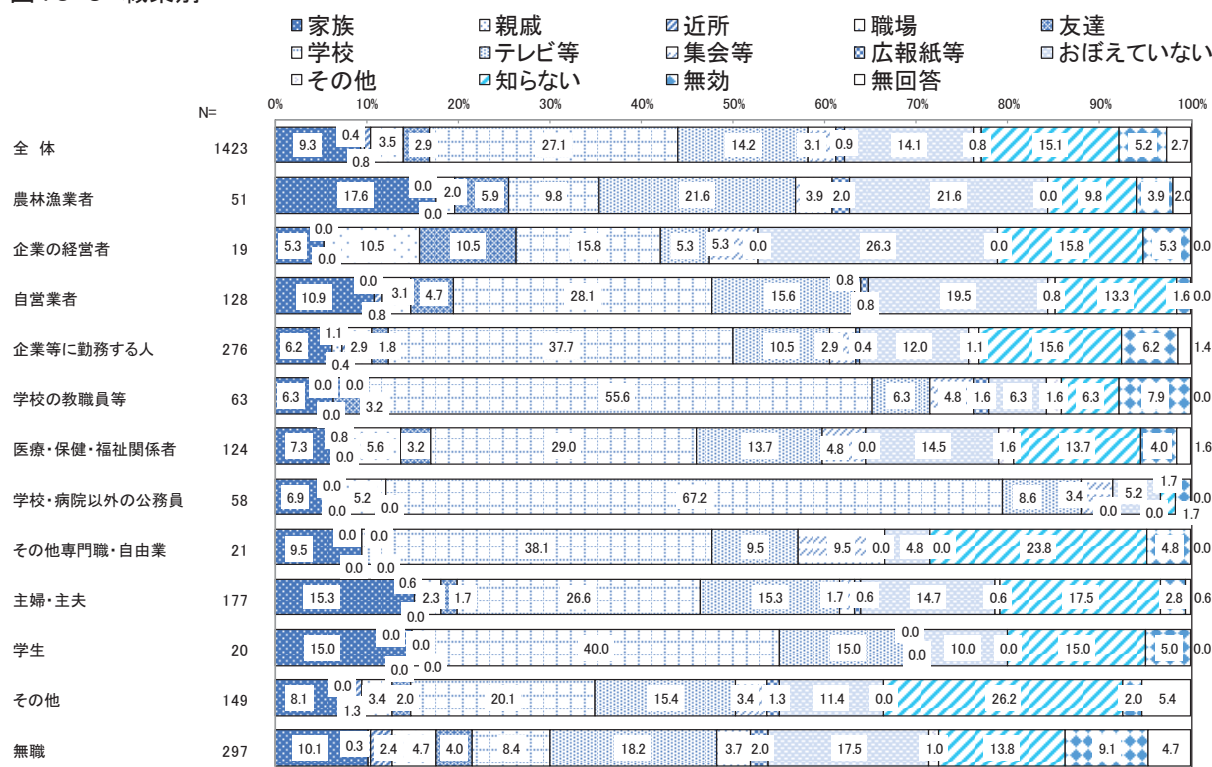 職業別
家族 親戚 近所 職場 友達
学校 テレビ等 集会等 広報紙等 おぼえていない
その他 知らない 無効 無回答
N= 0% 10% 20% 30% 40% 50% 60% 70% 80% 90% 100%
全 体 1423 9.3 0.4 0.8 3.5 2.9 27.1 14.2 3.1 0.9 14.1 0.8 15.1 5.2 2.7
農林漁業者 51 17.6 0.0 0.0 2.0 5.9 9.8 21.6 3.9 2.0 21.6 0.0 9.8 3.9 2.0
企業の経営者 19 5.3 0.0 0.0 10.5 10.5 15.8 5.3 5.3 0.0 26.3 0.0 15.8 5.3 0.0
自営業者 128 10.9 0.0 0.8 3.1 4.7 28.1 15.6 0.8 0.8 19.5 0.8 13.3 1.6 0.0
企業等に勤務する人 276 6.2 1.1 0.4 2.9 1.8 37.7 10.5 2.9 0.4 12.0 1.1 15.6 6.2 1.4
学校の教職員等 63 6.3 0.0 0.0 0.0 3.2 55.6 6.3 4.8 1.6 6.3 1.6 6.3 7.9 0.0
医療・保健・福祉関係者 124 7.3 0.8 0.0 5.6 3.2 29.0 13.7 4.8 0.0 14.5 1.6 13.7 4.0 1.6
学校・病院以外の公務員 58 6.9 0.0 0.0 5.2 0.0 67.2 8.6 3.4 0.0 5.2 0.0 1.7 1.7 0.0
その他専門職・自由業 21 9.5 0.0 0.0 0.0 0.0 38.1 9.5 9.5 0.0 4.8 0.0 23.8 4.8 0.0
主婦・主夫 177 15.3 0.6 0.0 2.3 1.7 26.6 15.3 1.7 0.6 14.7 0.6 17.5 2.8 0.6
学生 20 15.0 0.0 0.0 0.0 0.0 40.0 15.0 0.0 0.0 10.0 0.0 15.0 5.0 0.0
その他 149 8.1 0.0 1.3 3.4 2.0 20.1 15.4 3.4 1.3 11.4 0.0 26.2 2.0 5.4
無職 297 10.1 0.3 2.4 4.7 4.0 8.4 18.2 3.7 2.0 17.5 1.0 13.8 9.1 4.7